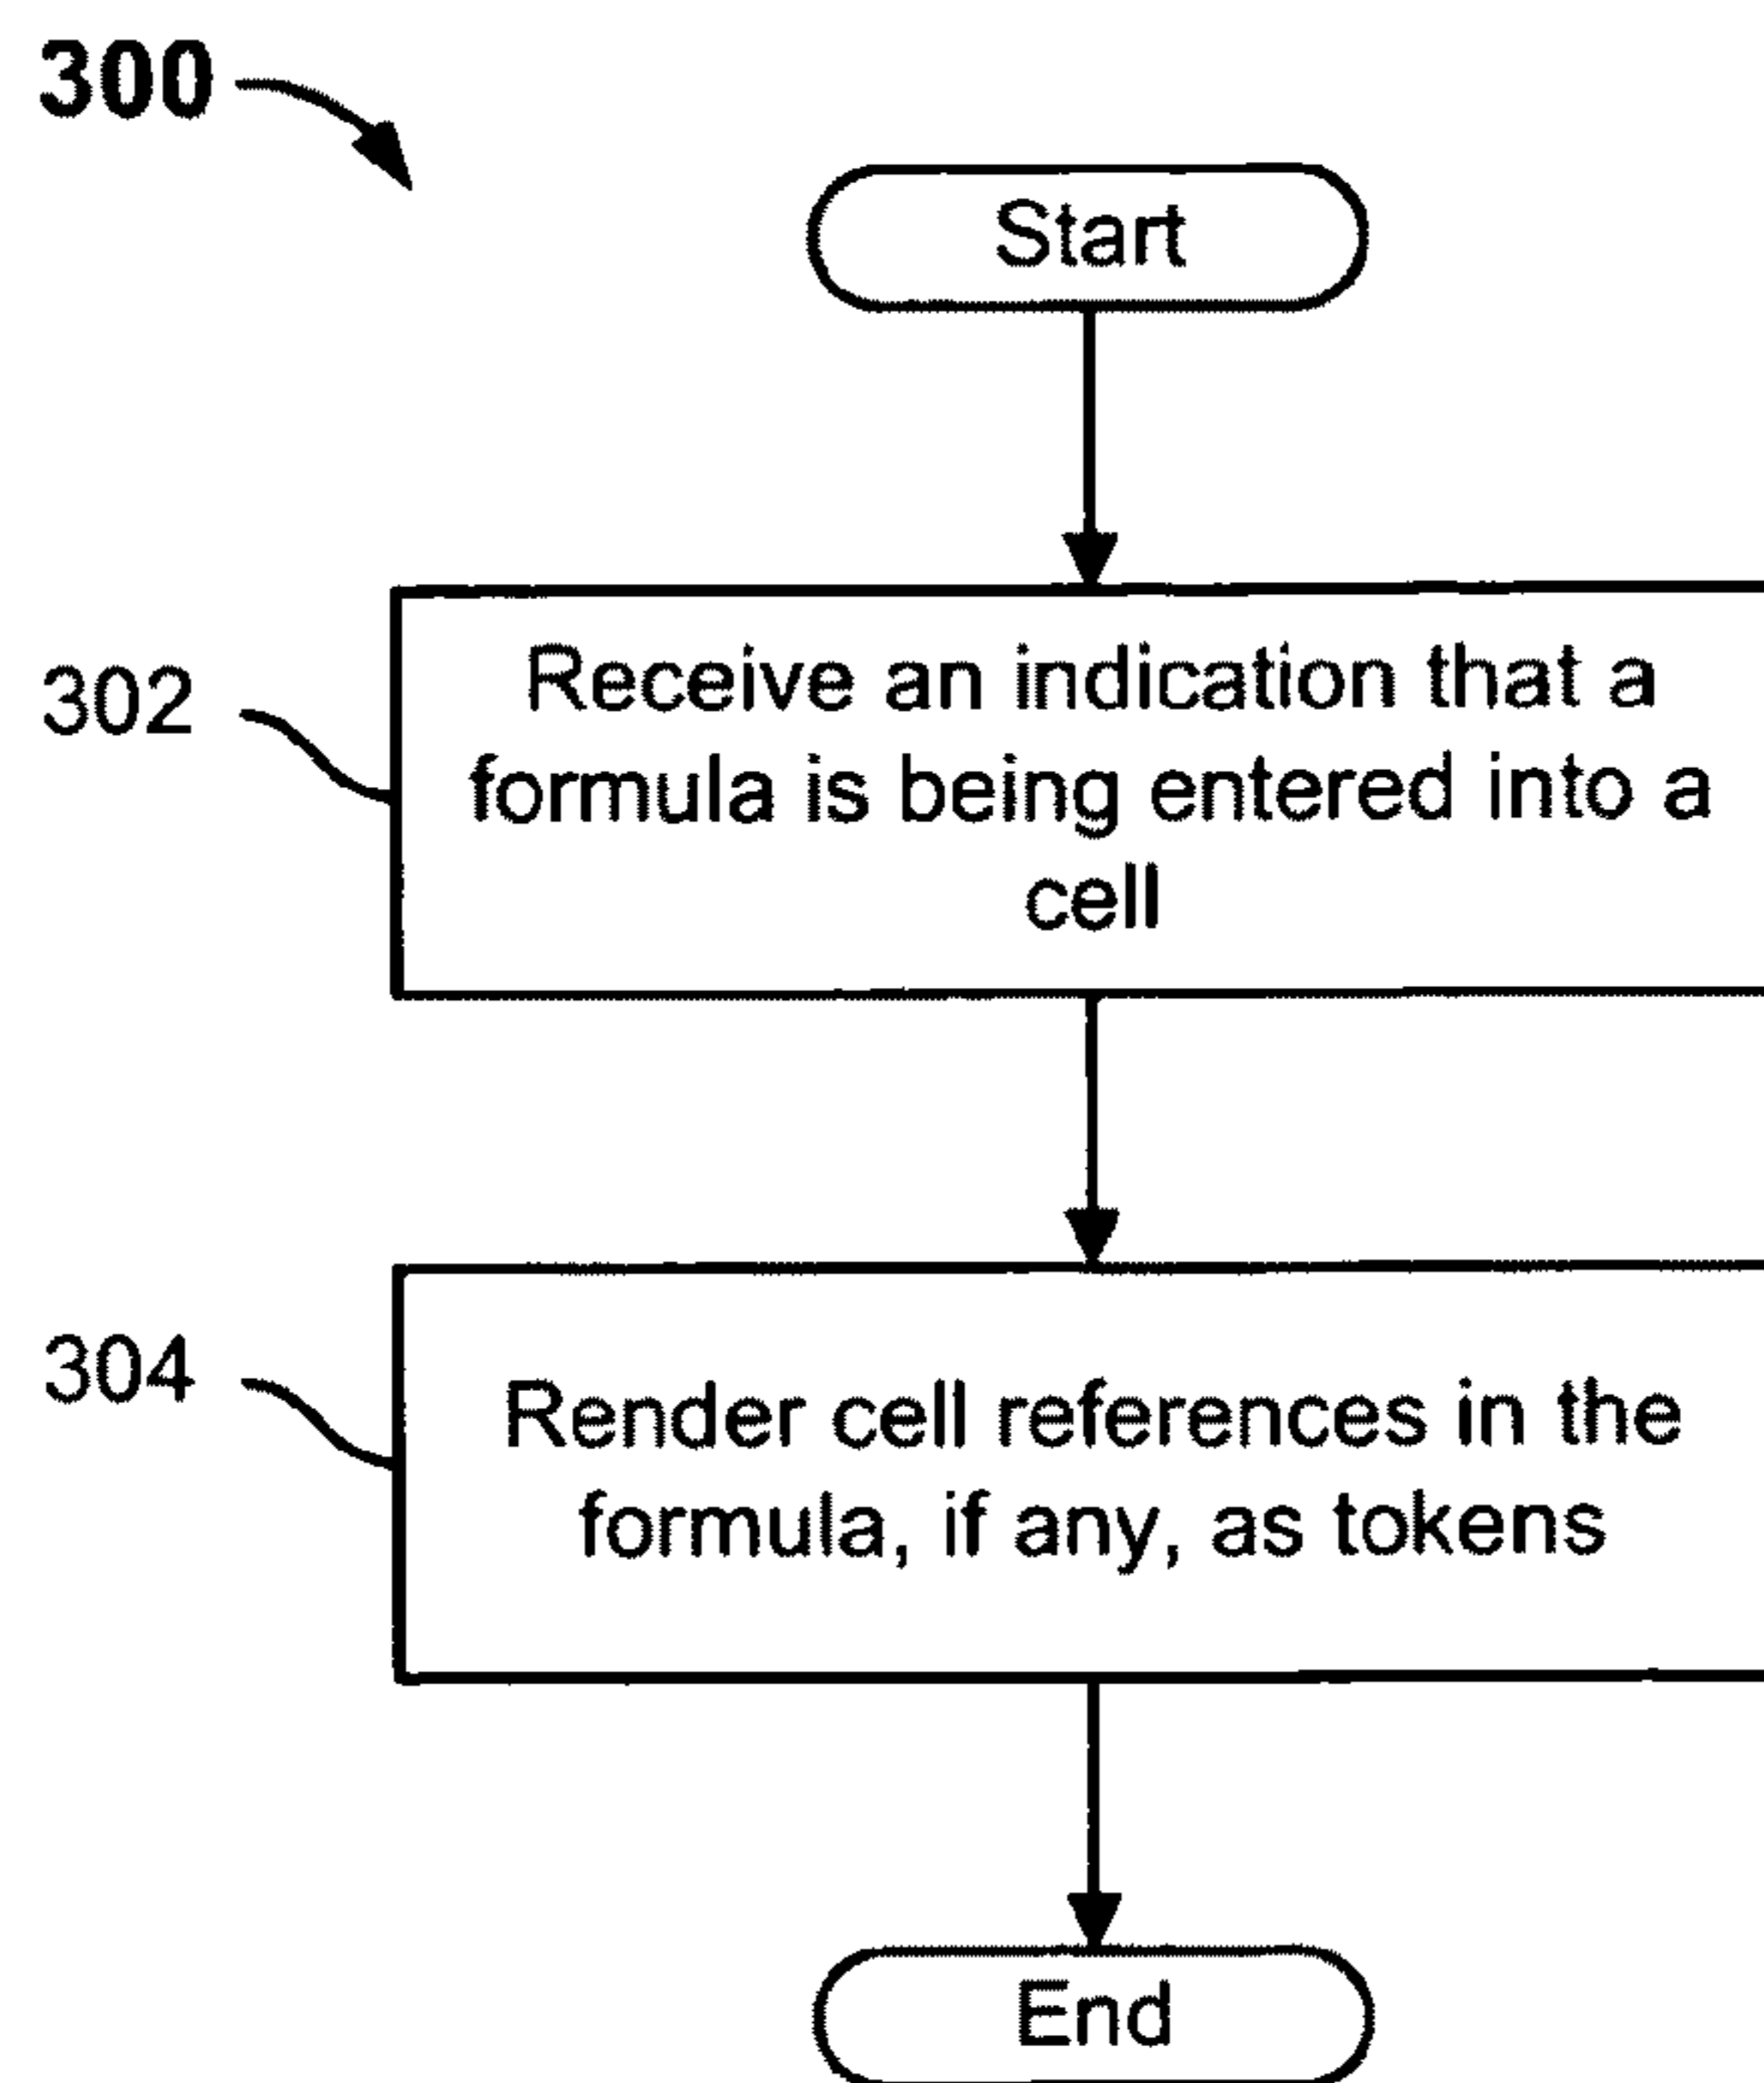 300
Start
302
Receive an indication that a
formula is being entered into a
cell
304
Render cell references in the
formula, if any, as tokens
End